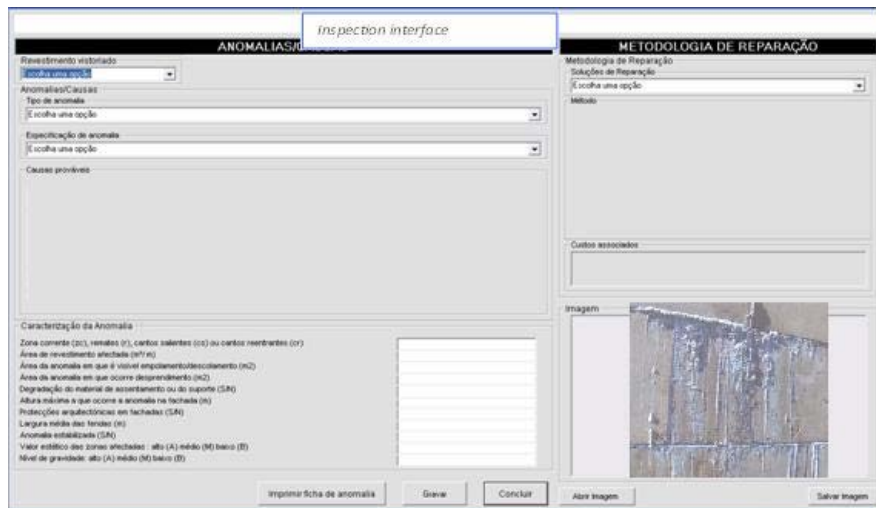 Inspection interface
ANOMALIAS/
METODOLOGIA DE REPARAÇÃO
Revestimento vistoriado
Escolha uma opção
Anomalias/Causas
Tipo de anomalia
Escolha uma opção
Especificação de anomalia
Escolha uma opção
Causas prováveis
Caracterização da Anomalia
Zona corrente (zc), remates (r), cantos salientes (cs) ou cantos reentrantes (cr)
Área de revestimento afectada (m²/m)
Área da anomalia em que é visível empolamento/descolamento (m2)
Área da anomalia em que ocorre desprendimento (m2)
Degradação do material de assentamento ou do suporte (S/N)
Altura máxima a que ocorre a anomalia na fachada (m)
Protecções arquitectónicas em fachadas (S/N)
Largura média das fendas (m)
Anomalia estabilizada (S/N)
Valor estético das zonas afectadas : alto (A) médio (M) baixo (B)
Nível de gravidade: alto (A) médio (M) baixo (B)
Imprimir ficha de anomalia
Gravar
Concluir
Metodologia de Reparação
Soluções de Reparação
Escolha uma opção
Método
Custos associados
Imagem
Abrir Imagem
Salvar Imagem